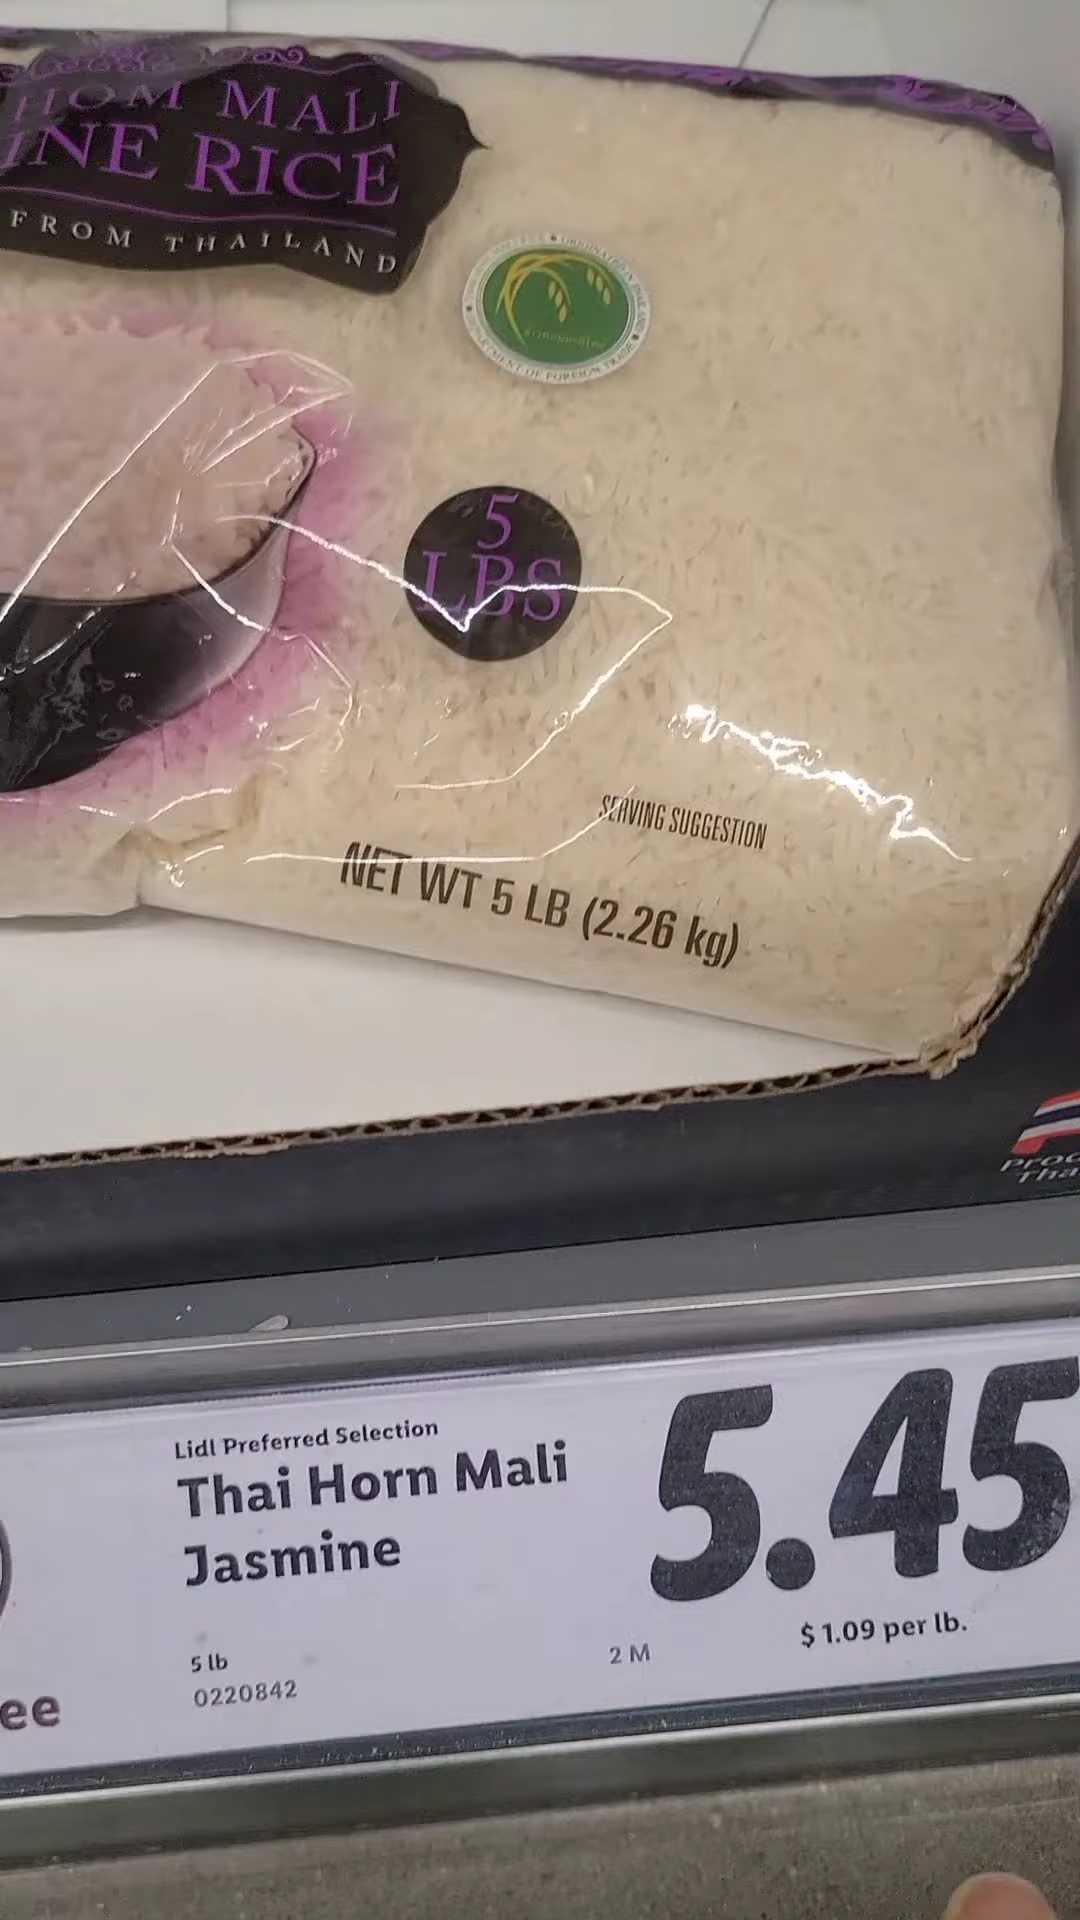 HOM MALI
INE RICE
FROM THAILAND
5
LBS
SERVING SUGGESTION
NET WT 5 LB (2.26 kg)
Lidl Preferred Selection
Thai Horn Mali
Jasmine
5.45
$1.09 per lb.
5 lb
2 M
0220842
ee